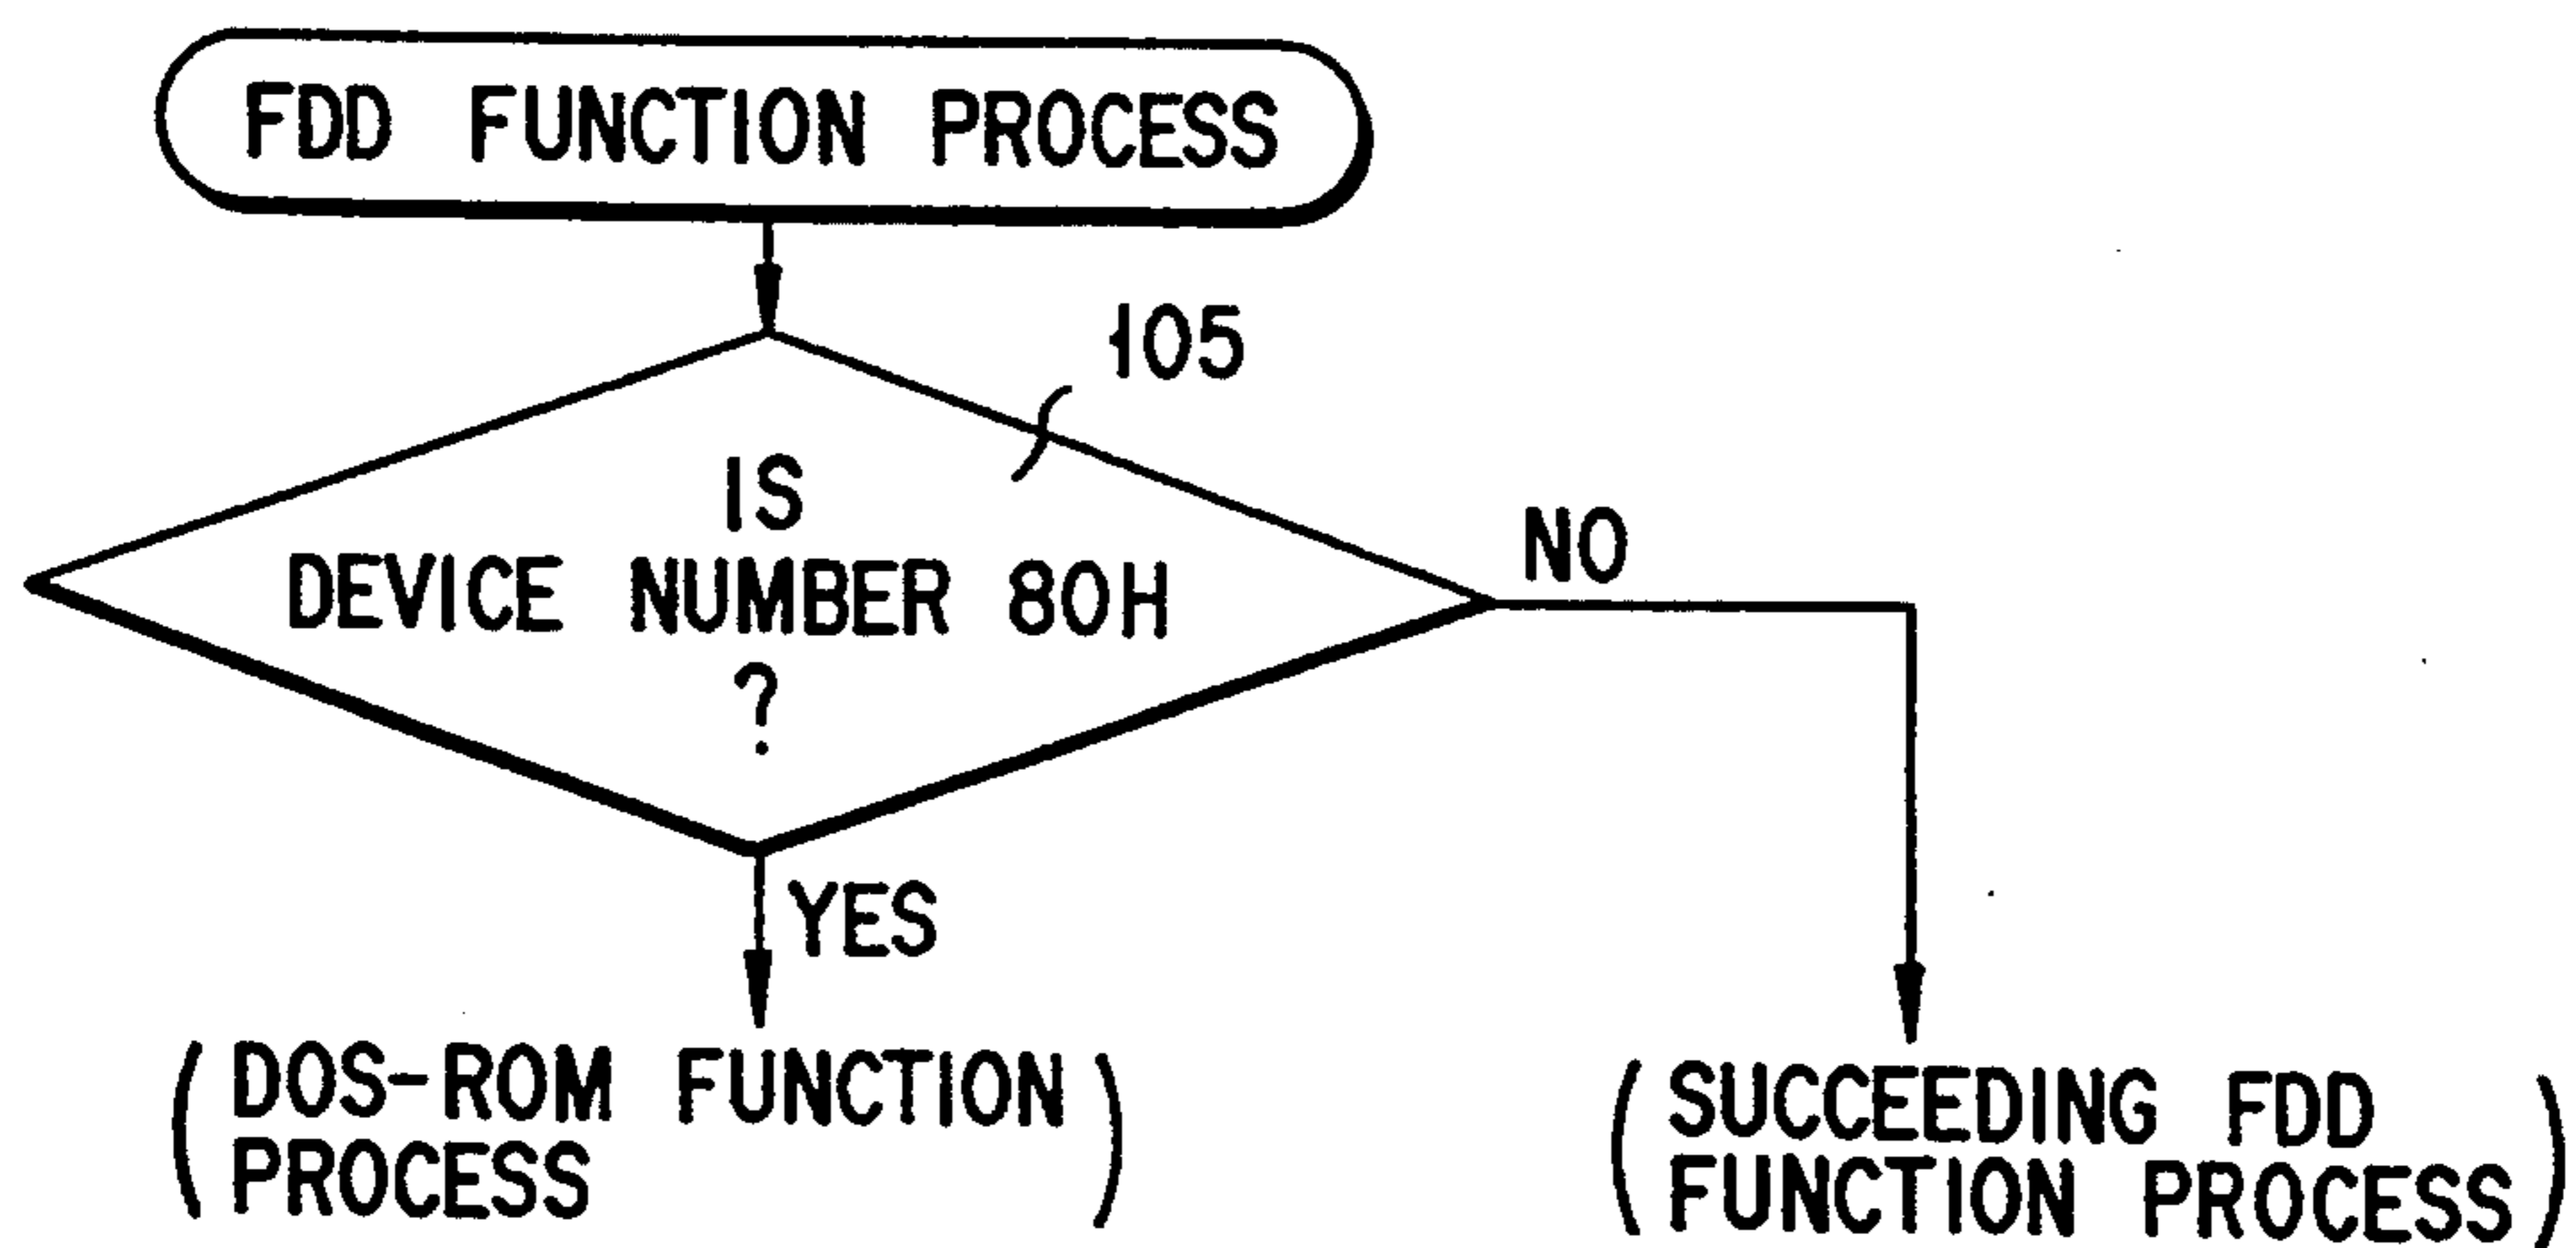 FDD FUNCTION PROCESS
105
IS
DEVICE NUMBER 80H
?
NO
YES
(DOS-ROM FUNCTION
PROCESS)
(SUCCEEDING FDD
FUNCTION PROCESS)